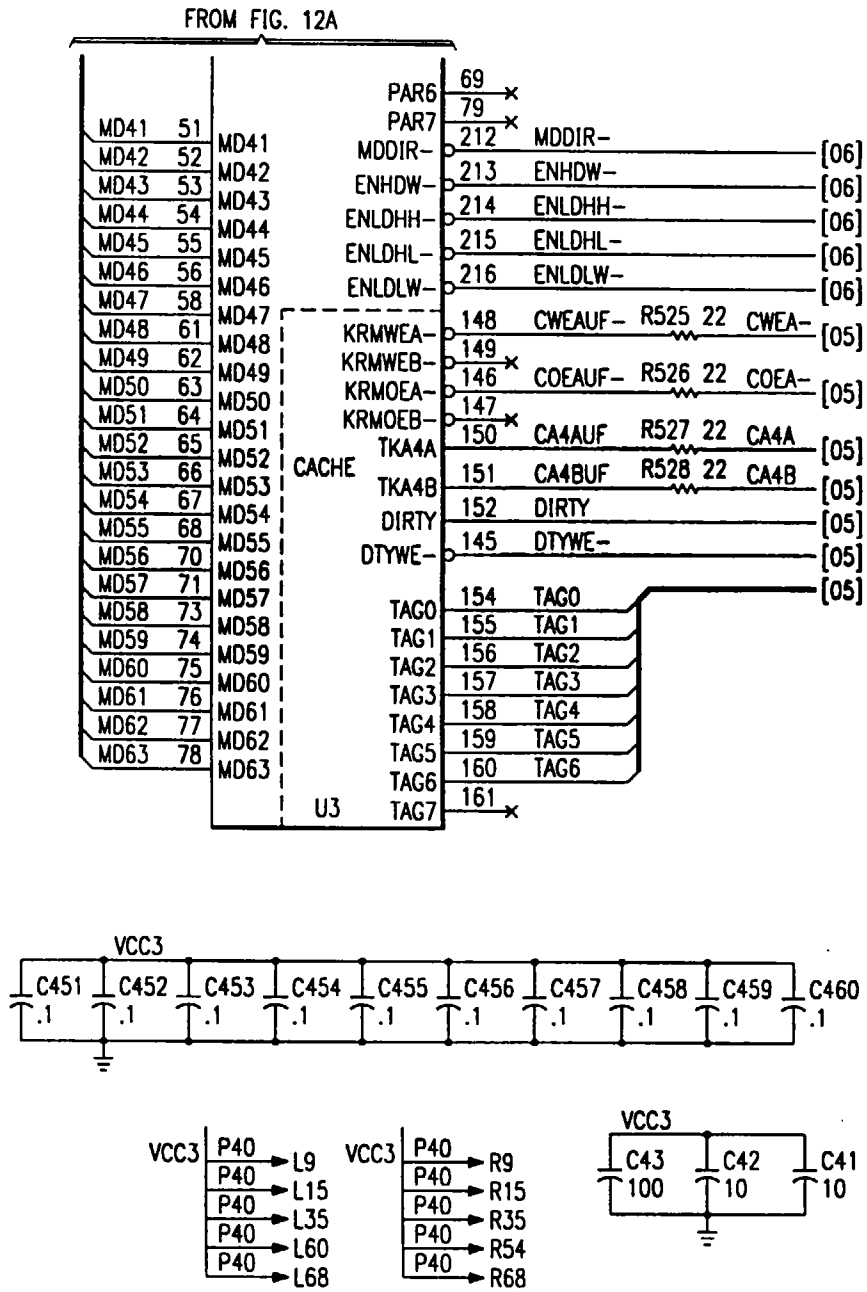 FROM FIG. 12A
PAR6 69
PAR7 79
MD41 51 MD41
MD42 52 MD42
MD43 53 MD43
MD44 54 MD44
MD45 55 MD45
MD46 56 MD46
MD47 58 MD47
MD48 61 MD48
MD49 62 MD49
MD50 63 MD50
MD51 64 MD51
MD52 65 MD52
MD53 66 MD53
MD54 67 MD54
MD55 68 MD55
MD56 70 MD56
MD57 71 MD57
MD58 73 MD58
MD59 74 MD59
MD60 75 MD60
MD61 76 MD61
MD62 77 MD62
MD63 78 MD63
MDDIR- 212 MDDIR- [06]
ENHDW- 213 ENHDW- [06]
ENLDHH- 214 ENLDHH- [06]
ENLDHL- 215 ENLDHL- [06]
ENLDLW- 216 ENLDLW- [06]
CACHE
KRMWEA- 148 CWEAUF- R525 22 CWEA- [05]
KRMWEB- 149
KRMOEA- 146 COEAUF- R526 22 COEA- [05]
KRMOEB- 147
TKA4A 150 CA4AUF R527 22 CA4A [05]
TKA4B 151 CA4BUF R528 22 CA4B [05]
DIRTY 152 DIRTY [05]
DTYWE- 145 DTYWE- [05]
[05]
TAG0 154 TAG0
TAG1 155 TAG1
TAG2 156 TAG2
TAG3 157 TAG3
TAG4 158 TAG4
TAG5 159 TAG5
TAG6 160 TAG6
TAG7 161
U3
VCC3
C451 C452 C453 C454 C455 C456 C457 C458 C459 C460
.1 .1 .1 .1 .1 .1 .1 .1 .1 .1
VCC3
P40 L9
P40 L15
P40 L35
P40 L60
P40 L68
VCC3
P40 R9
P40 R15
P40 R35
P40 R54
P40 R68
VCC3
C43 C42 C41
100 10 10